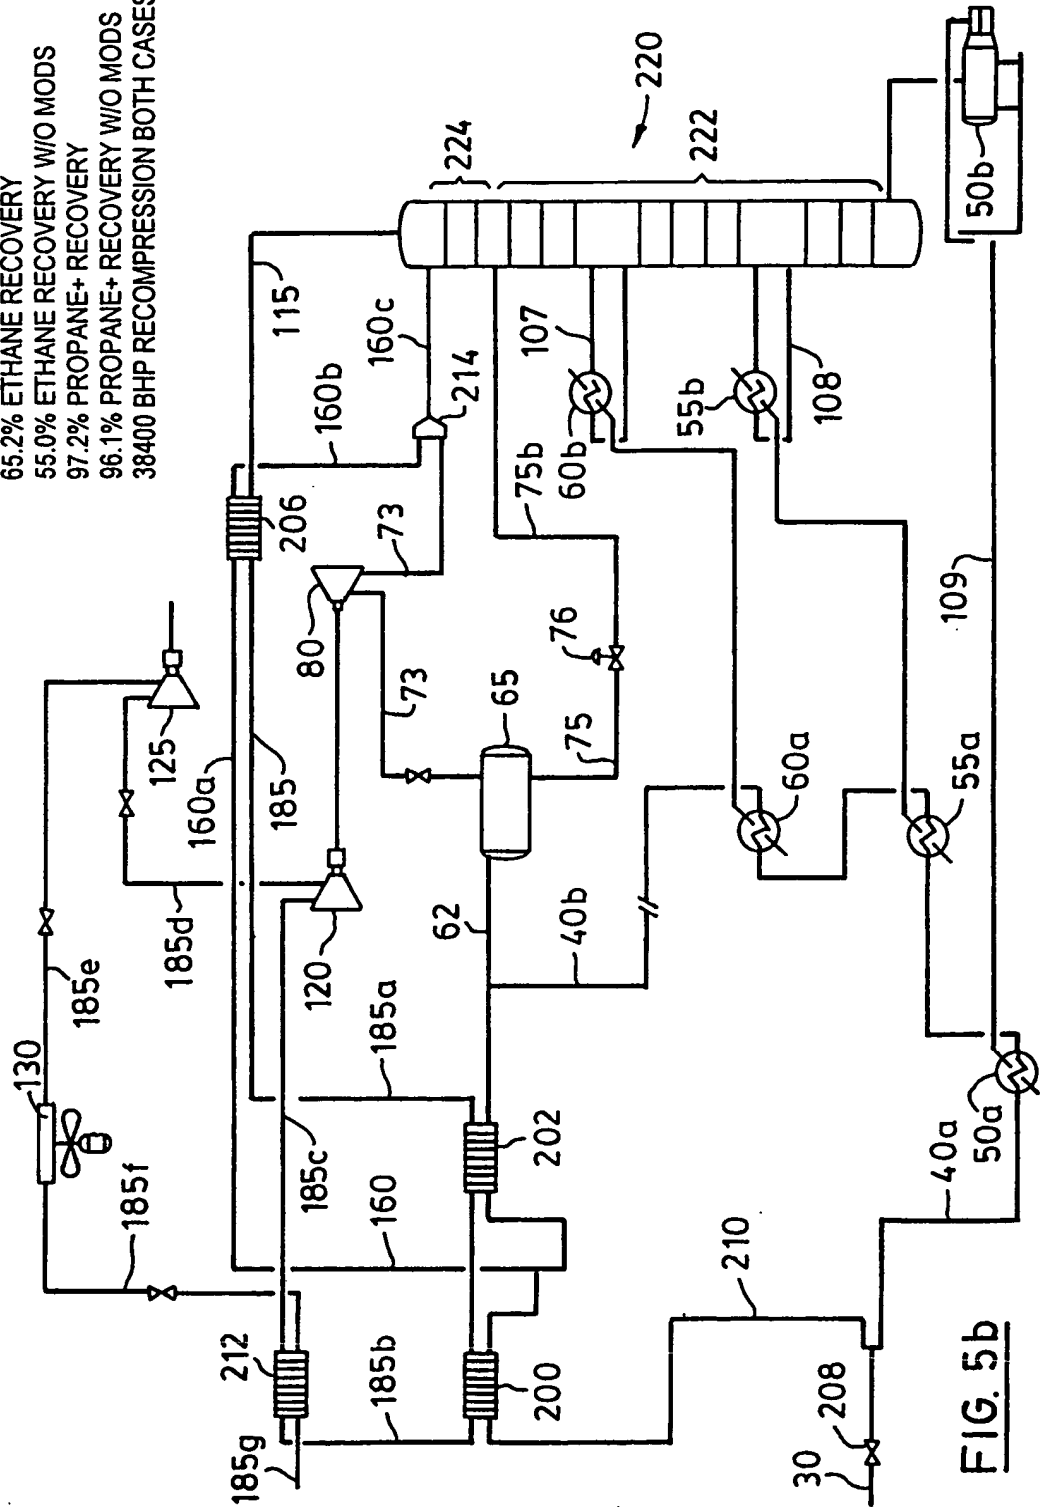 65.2% ETHANE RECOVERY
55.0% ETHANE RECOVERY W/O MODS
97.2% PROPANE+ RECOVERY
96.1% PROPANE+ RECOVERY W/O MODS
38400 BHP RECOMPRESSION BOTH CASES
220
224
222
50b
115
160c
107
108
214
160b
55b
60b
75b
206
73
109
80
76
125
73
65
75
160a
185
60a
55a
185d
62
40b
120
185e
185a
130
202
50a
40a
185c
160
185f
210
212
185b
200
208
30
185g
FIG. 5b